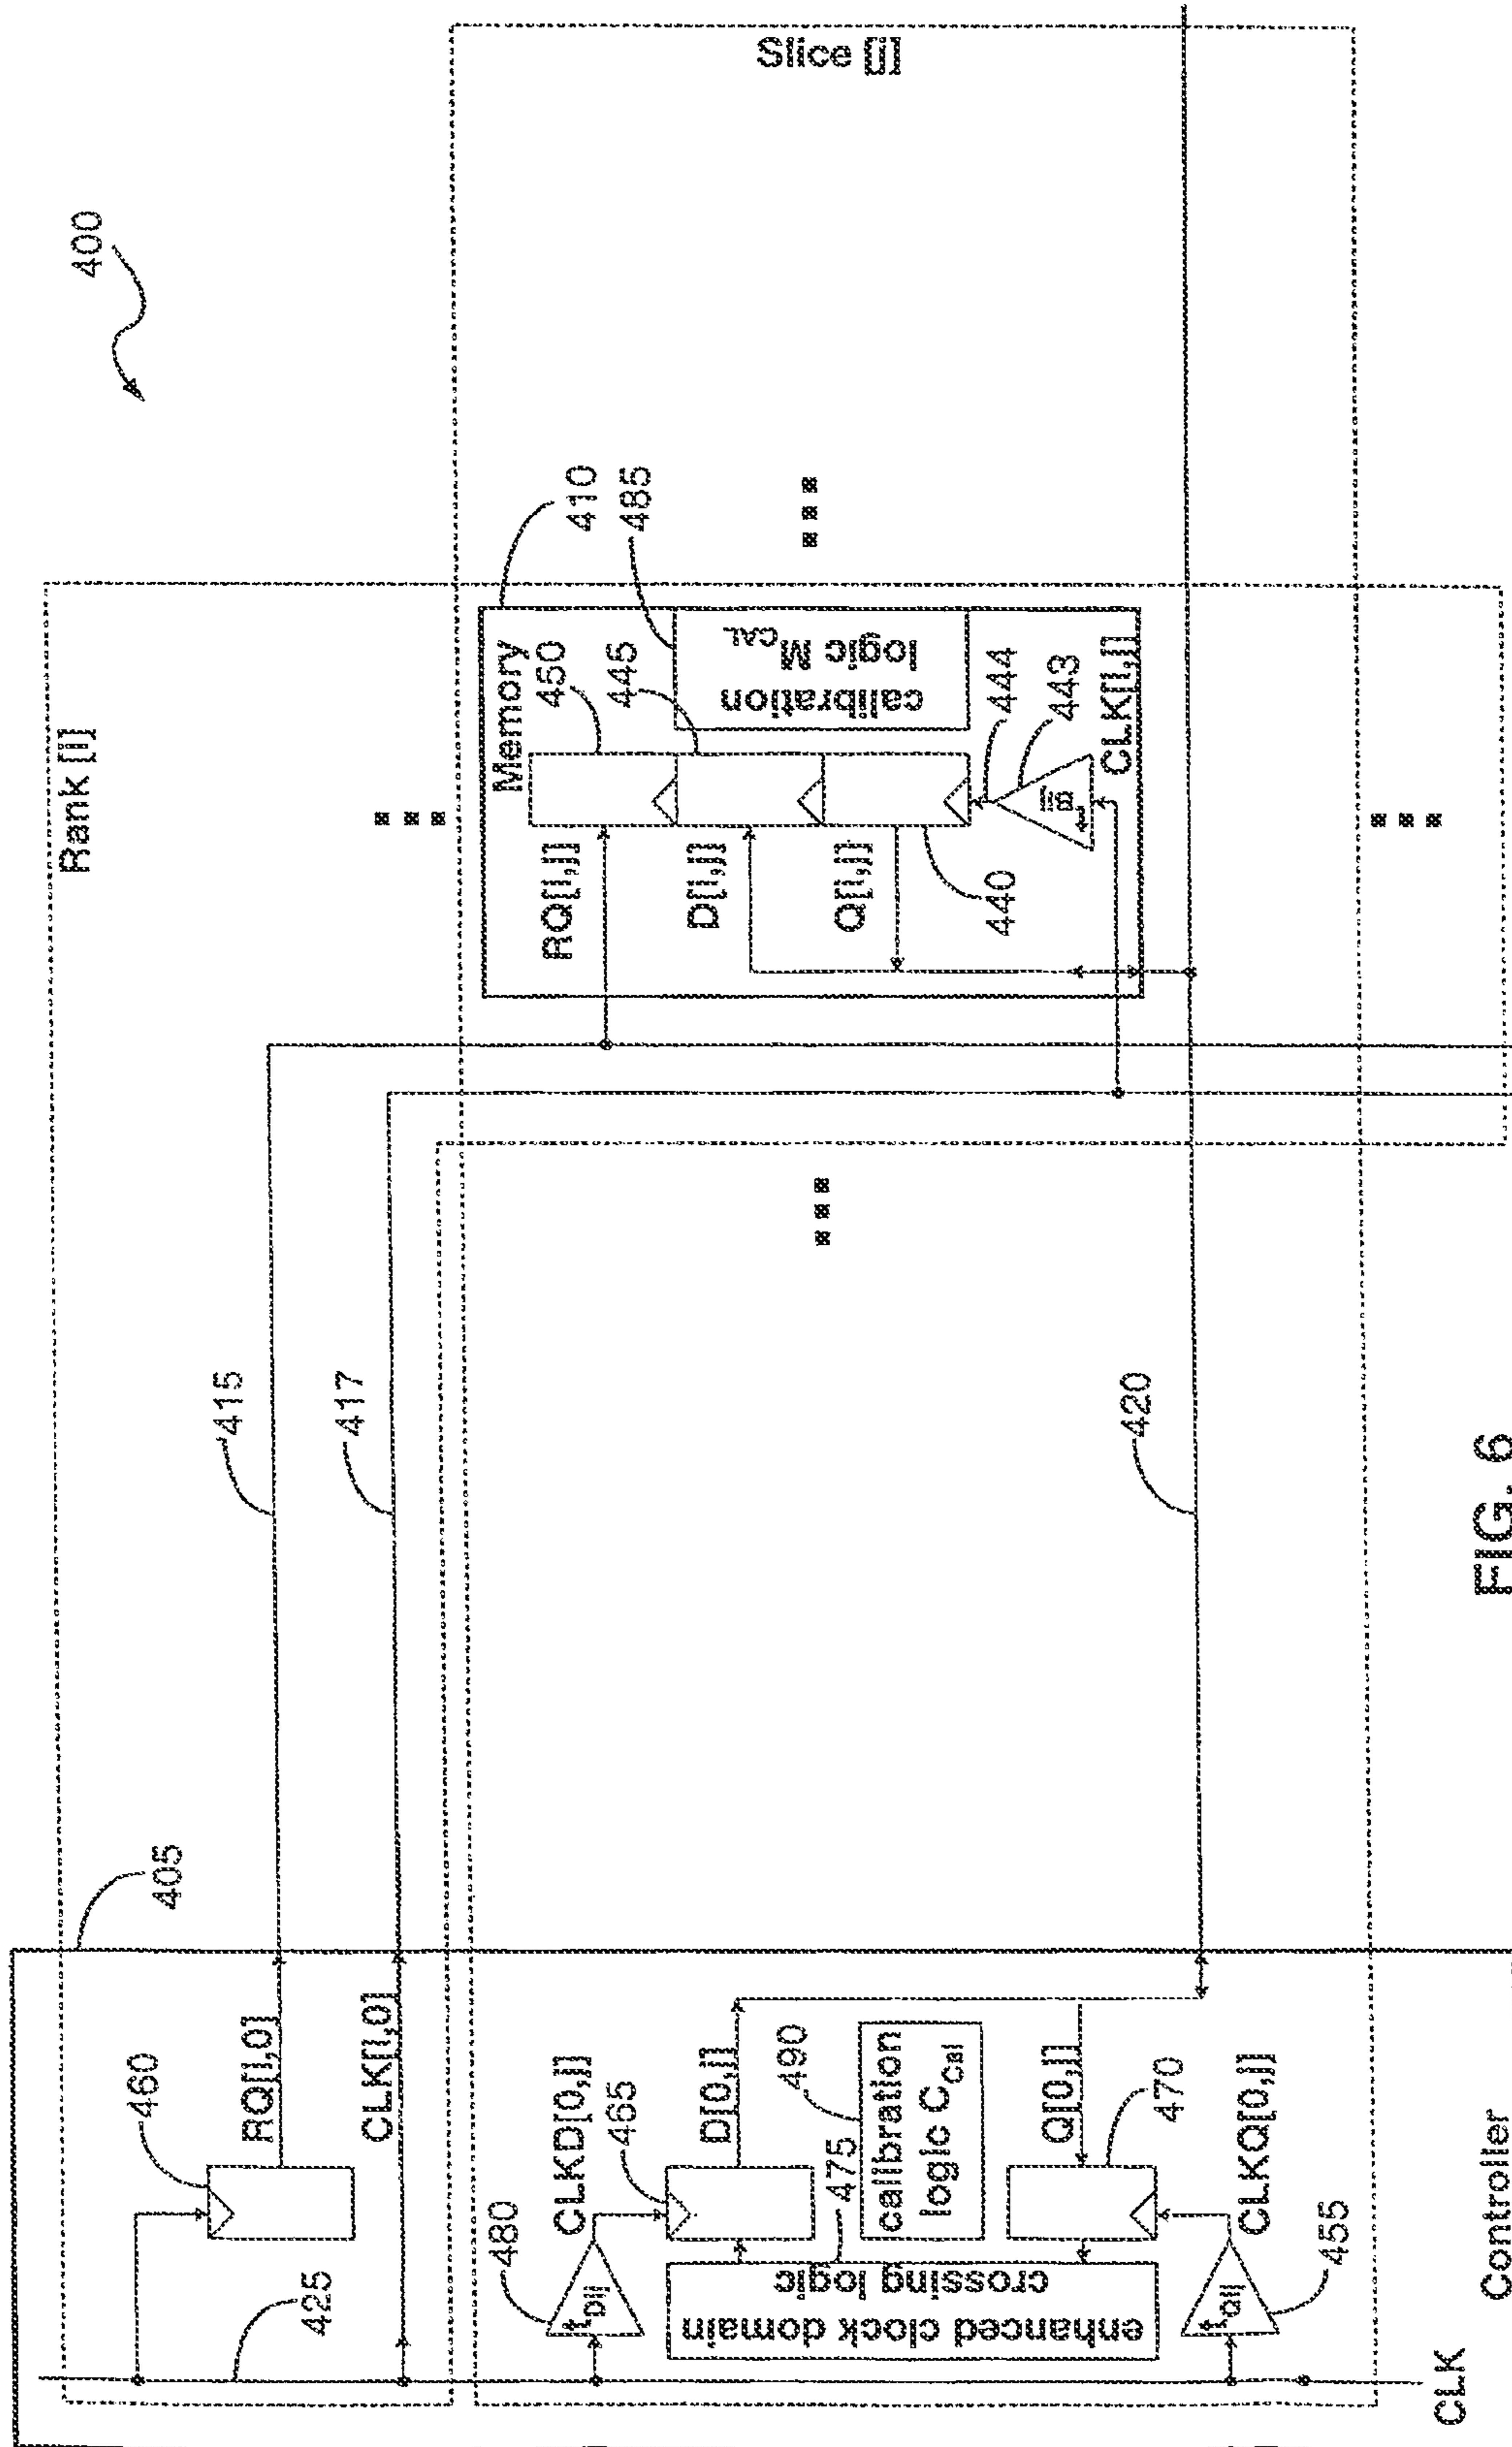 400
Rank [i]
Slice [j]
415
417
405
Memory
410
485
450
445
calibration
logic M_CAL
444
443
440
RQ[i,j]
D[i,j]
Q[i,j]
CLK[i,j]
t_Bij
460
RQ[i,0]
CLK[i,0]
425
480
t_Dij
CLKD[0,j]
465
D[0,j]
490
calibration
logic C_Cal
475
enhanced clock domain
crossing logic
Q[0,j]
470
CLKQ[0,j]
t_Qij
455
420
CLK
Controller
FIG. 6